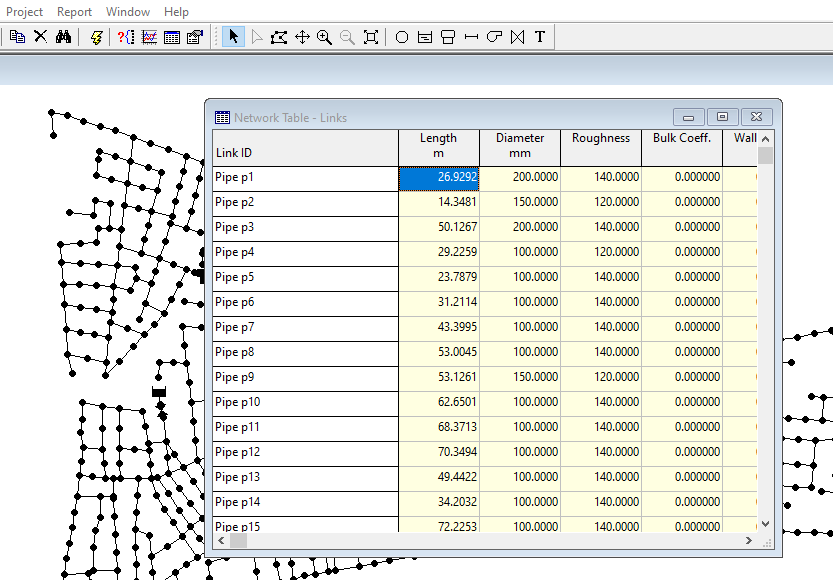 Project Report Window Help
?{} T
Network Table - Links
Link ID Length m Diameter mm Roughness Bulk Coeff. Wall
Pipe p1 26.9292 200.0000 140.0000 0.000000
Pipe p2 14.3481 150.0000 120.0000 0.000000
Pipe p3 50.1267 200.0000 140.0000 0.000000
Pipe p4 29.2259 100.0000 120.0000 0.000000
Pipe p5 23.7879 100.0000 140.0000 0.000000
Pipe p6 31.2114 100.0000 140.0000 0.000000
Pipe p7 43.3995 100.0000 140.0000 0.000000
Pipe p8 53.0045 100.0000 140.0000 0.000000
Pipe p9 53.1261 150.0000 120.0000 0.000000
Pipe p10 62.6501 100.0000 140.0000 0.000000
Pipe p11 68.3713 100.0000 140.0000 0.000000
Pipe p12 70.3494 100.0000 140.0000 0.000000
Pipe p13 49.4422 100.0000 140.0000 0.000000
Pipe p14 34.2032 100.0000 140.0000 0.000000
Pipe p15 72.2253 100.0000 140.0000 0.000000